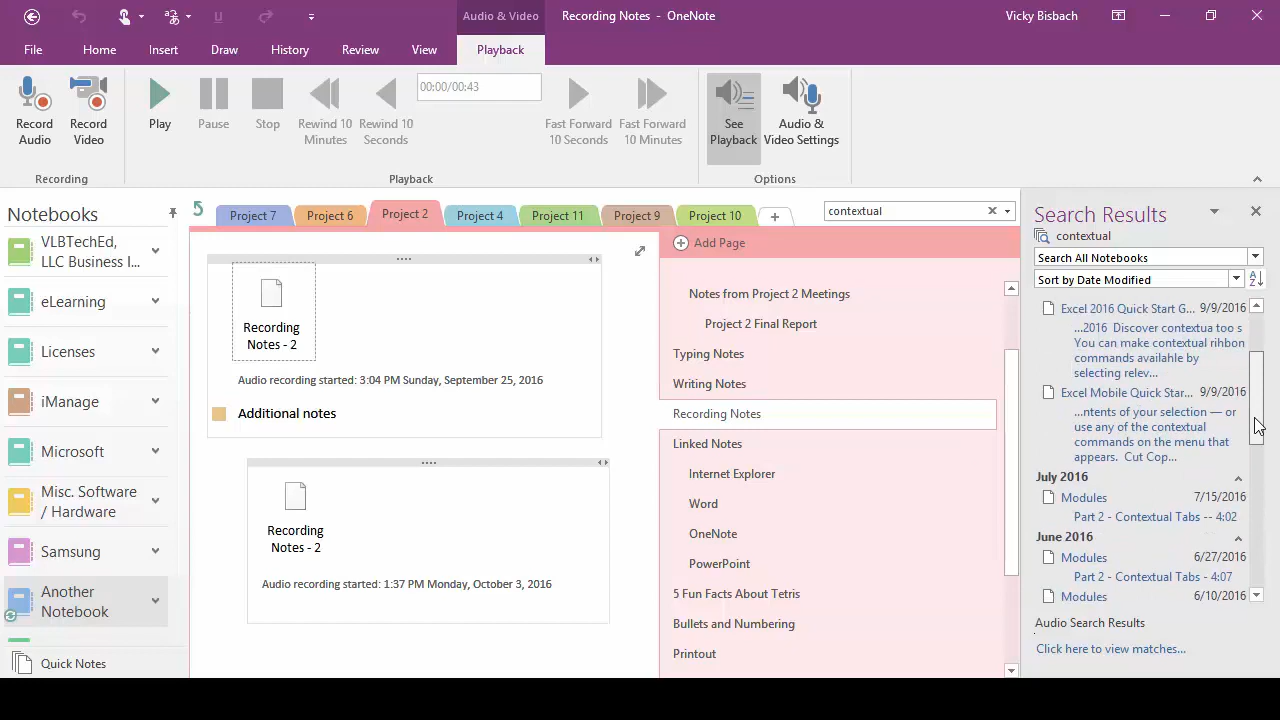 Audio & Video
Recording Notes - OneNote
Vicky Bisbach
File
Home
Insert
Draw
History
Review
View
Playback
Record Audio
Record Video
Play
Pause
Stop
Rewind 10 Minutes
Rewind 10 Seconds
00:00/00:43
Fast Forward 10 Seconds
Fast Forward 10 Minutes
See Playback
Audio & Video Settings
Recording
Playback
Options
Notebooks
VLBTechEd,
LLC Business I...
eLearning
Licenses
iManage
Microsoft
Misc. Software
/ Hardware
Samsung
Another
Notebook
Quick Notes
Project 7
Project 6
Project 2
Project 4
Project 11
Project 9
Project 10
contextual
Recording
Notes - 2
Audio recording started: 3:04 PM Sunday, September 25, 2016
Additional notes
Recording
Notes - 2
Audio recording started: 1:37 PM Monday, October 3, 2016
Add Page
Notes from Project 2 Meetings
Project 2 Final Report
Typing Notes
Writing Notes
Recording Notes
Linked Notes
Internet Explorer
Word
OneNote
PowerPoint
5 Fun Facts About Tetris
Bullets and Numbering
Printout
Search Results
contextual
Search All Notebooks
Sort by Date Modified
Excel 2016 Quick Start G... 9/9/2016
...2016 Discover contextua too s
You can make contextual ribbon
commands available by
selecting relev...
Excel Mobile Quick Star... 9/9/2016
...ntents of your selection — or
use any of the contextual
commands on the menu that
appears. Cut Cop...
July 2016
Modules 7/15/2016
Part 2 - Contextual Tabs -- 4:02
June 2016
Modules 6/27/2016
Part 2 - Contextual Tabs - 4:07
Modules 6/10/2016
Audio Search Results
Click here to view matches...